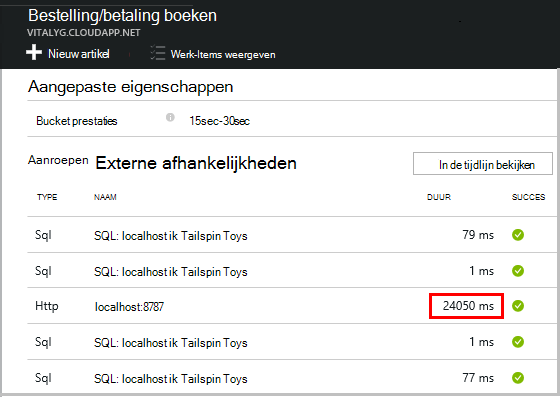 Bestelling/betaling boeken
VITALYG.CLOUDAPP.NET
Nieuw artikel Werk-Items weergeven
Aangepaste eigenschappen
Bucket prestaties 15sec-30sec
Aanroepen Externe afhankelijkheden In de tijdlijn bekijken
TYPE NAAM DUUR SUCCES
Sql SQL: localhost ik Tailspin Toys 79 ms
Sql SQL: localhost ik Tailspin Toys 1 ms
Http localhost:8787 24050 ms
Sql SQL: localhost ik Tailspin Toys 1 ms
Sql SQL: localhost ik Tailspin Toys 77 ms